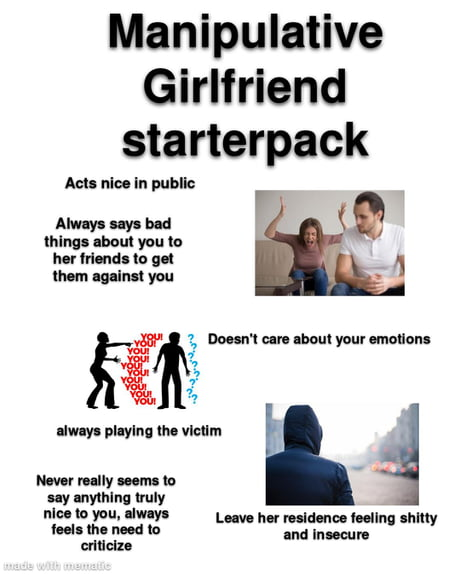 Manipulative
Girlfriend
starterpack
Acts nice in public
Always says bad
things about you to
her friends to get
them against you
YOU!
YOU!
YOU!
YOU!
YOU!
YOU!
YOU!
YOU!
YOU!
YOU!
?
?
?
?
?
?
?
?
Doesn't care about your emotions
always playing the victim
Never really seems to
say anything truly
nice to you, always
feels the need to
criticize
Leave her residence feeling shitty
and insecure
made with mematic